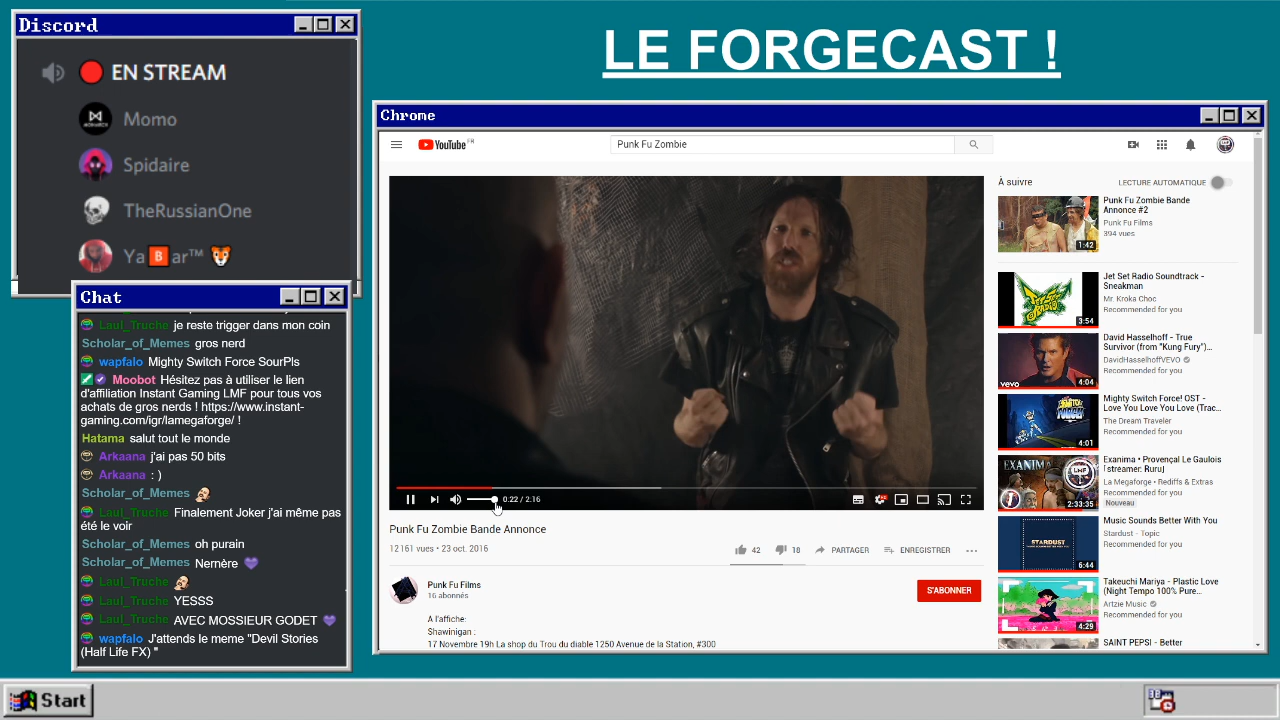 Discord
EN STREAM
Momo
Spidaire
TheRussianOne
Ya🅱ar™ 🐯
LE FORGECAST !
Chat
Laul_Truche je reste trigger dans mon coin
Scholar_of_Memes gros nerd
wapfalo Mighty Switch Force SourPls
Moobot Hésitez pas à utiliser le lien
d'affiliation Instant Gaming LMF pour tous vos
achats de gros nerds ! https://www.instant-
gaming.com/igr/lamegaforge/ !
Hatama salut tout le monde
Arkaana j'ai pas 50 bits
Arkaana : )
Scholar_of_Memes
Laul_Truche Finalement Joker j'ai même pas
été le voir
Scholar_of_Memes oh purain
Scholar_of_Memes Nernère 💜
Laul_Truche
Laul_Truche YESSS
Laul_Truche AVEC MOSSIEUR GODET 💜
wapfalo J'attends le meme "Devil Stories
(Half Life FX) "
Chrome
YouTube FR
Punk Fu Zombie
0:22 / 2:16
Punk Fu Zombie Bande Annonce
12 161 vues • 23 oct. 2016
42
18
PARTAGER
ENREGISTRER
Punk Fu Films
16 abonnés
S'ABONNER
A l'affiche:
Shawinigan :
17 Novembre 19h La shop du Trou du diable 1250 Avenue de la Station, #300
À suivre
LECTURE AUTOMATIQUE
Punk Fu Zombie Bande
Annonce #2
Punk Fu Films
394 vues
1:42
Jet Set Radio Soundtrack -
Sneakman
Mr. Kroka Choc
Recommended for you
3:54
David Hasselhoff - True
Survivor (from "Kung Fury")...
DavidHasselhoffVEVO
Recommended for you
vevo
4:04
Mighty Switch Force! OST -
Love You Love You Love (Trac...
The Dream Traveler
Recommended for you
4:01
Exanima • Provençal Le Gaulois
[streamer: Ruru]
La Megaforge • Rediffs & Extras
Recommended for you
Nouveau
EXANIMA
LMF
2:33:35
Music Sounds Better With You
Stardust - Topic
Recommended for you
STARDUST
6:44
Takeuchi Mariya - Plastic Love
(Night Tempo 100% Pure...
Artzie Music
Recommended for you
4:29
SAINT PEPSI - Better
Start